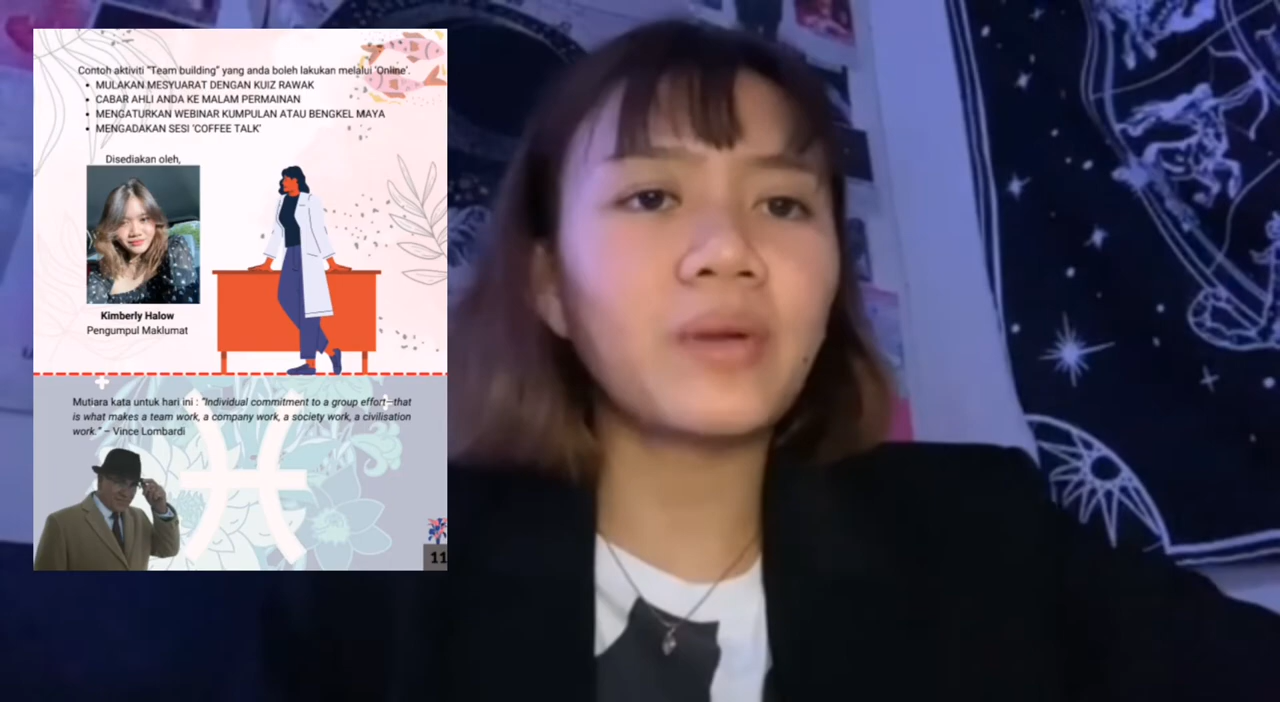 Contoh aktiviti "Team building" yang anda boleh lakukan melalui 'Online'.
• MULAKAN MESYUARAT DENGAN KUIZ RAWAK
• CABAR AHLI ANDA KE MALAM PERMAINAN
• MENGATURKAN WEBINAR KUMPULAN ATAU BENGKEL MAYA
• MENGADAKAN SESI 'COFFEE TALK'
Disediakan oleh,
Kimberly Halow
Pengumpul Maklumat
Mutiara kata untuk hari ini : "Individual commitment to a group effort—that
is what makes a team work, a company work, a society work, a civilisation
work." – Vince Lombardi
11